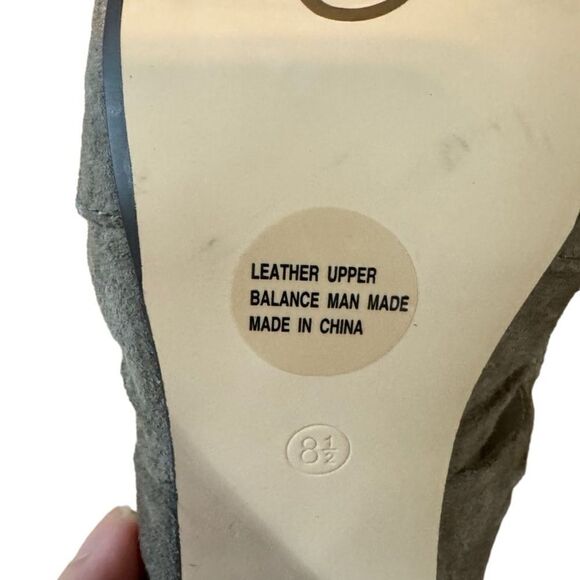 LEATHER UPPER
BALANCE MAN MADE
MADE IN CHINA
8½